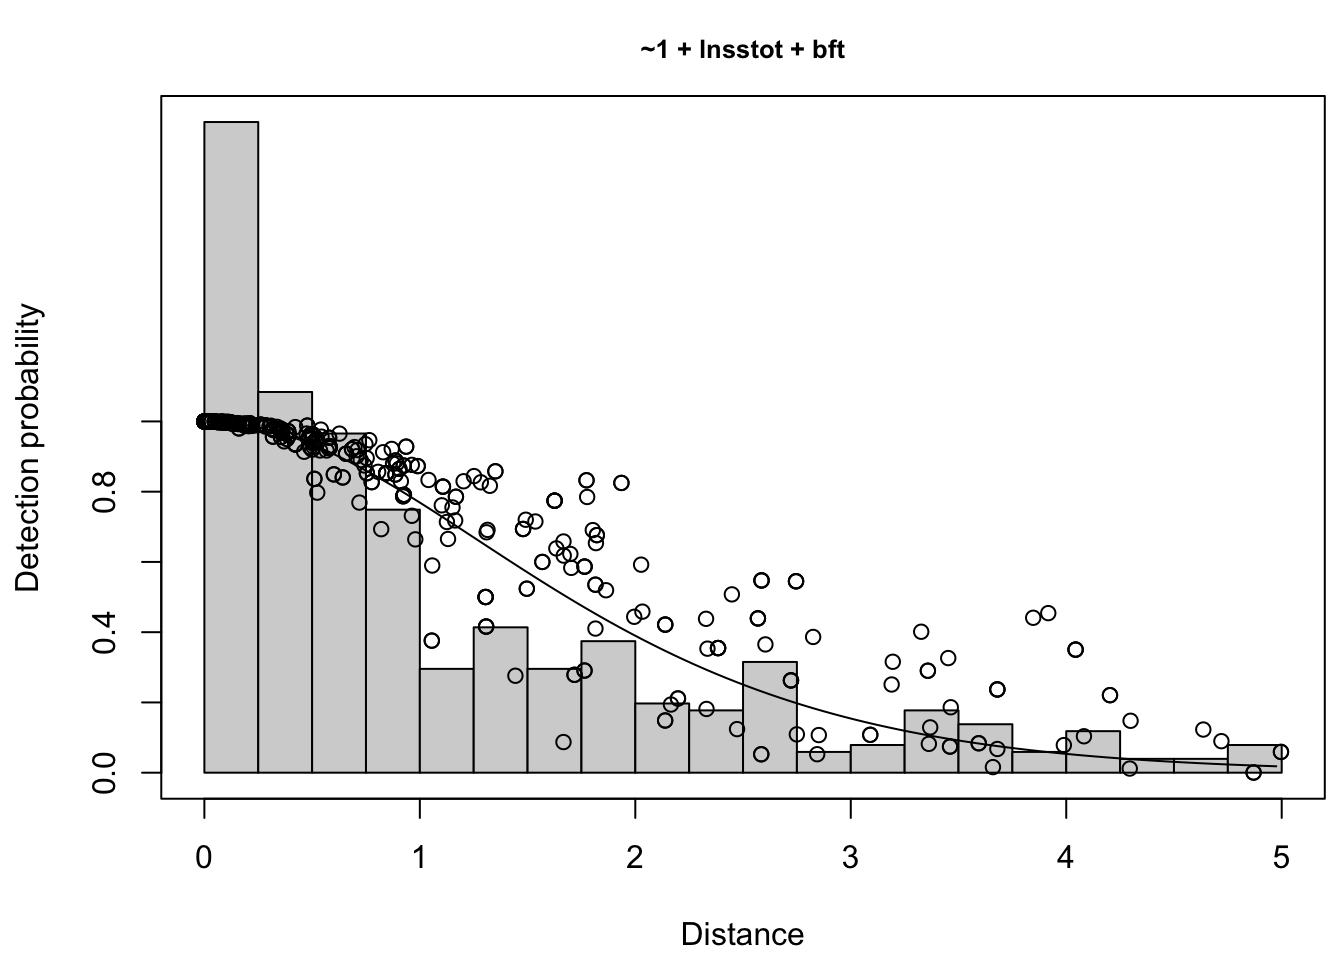 ~1 + lnsstot + bft
Detection probability
0.8
0.4
0.0
0 1 2 3 4 5
Distance